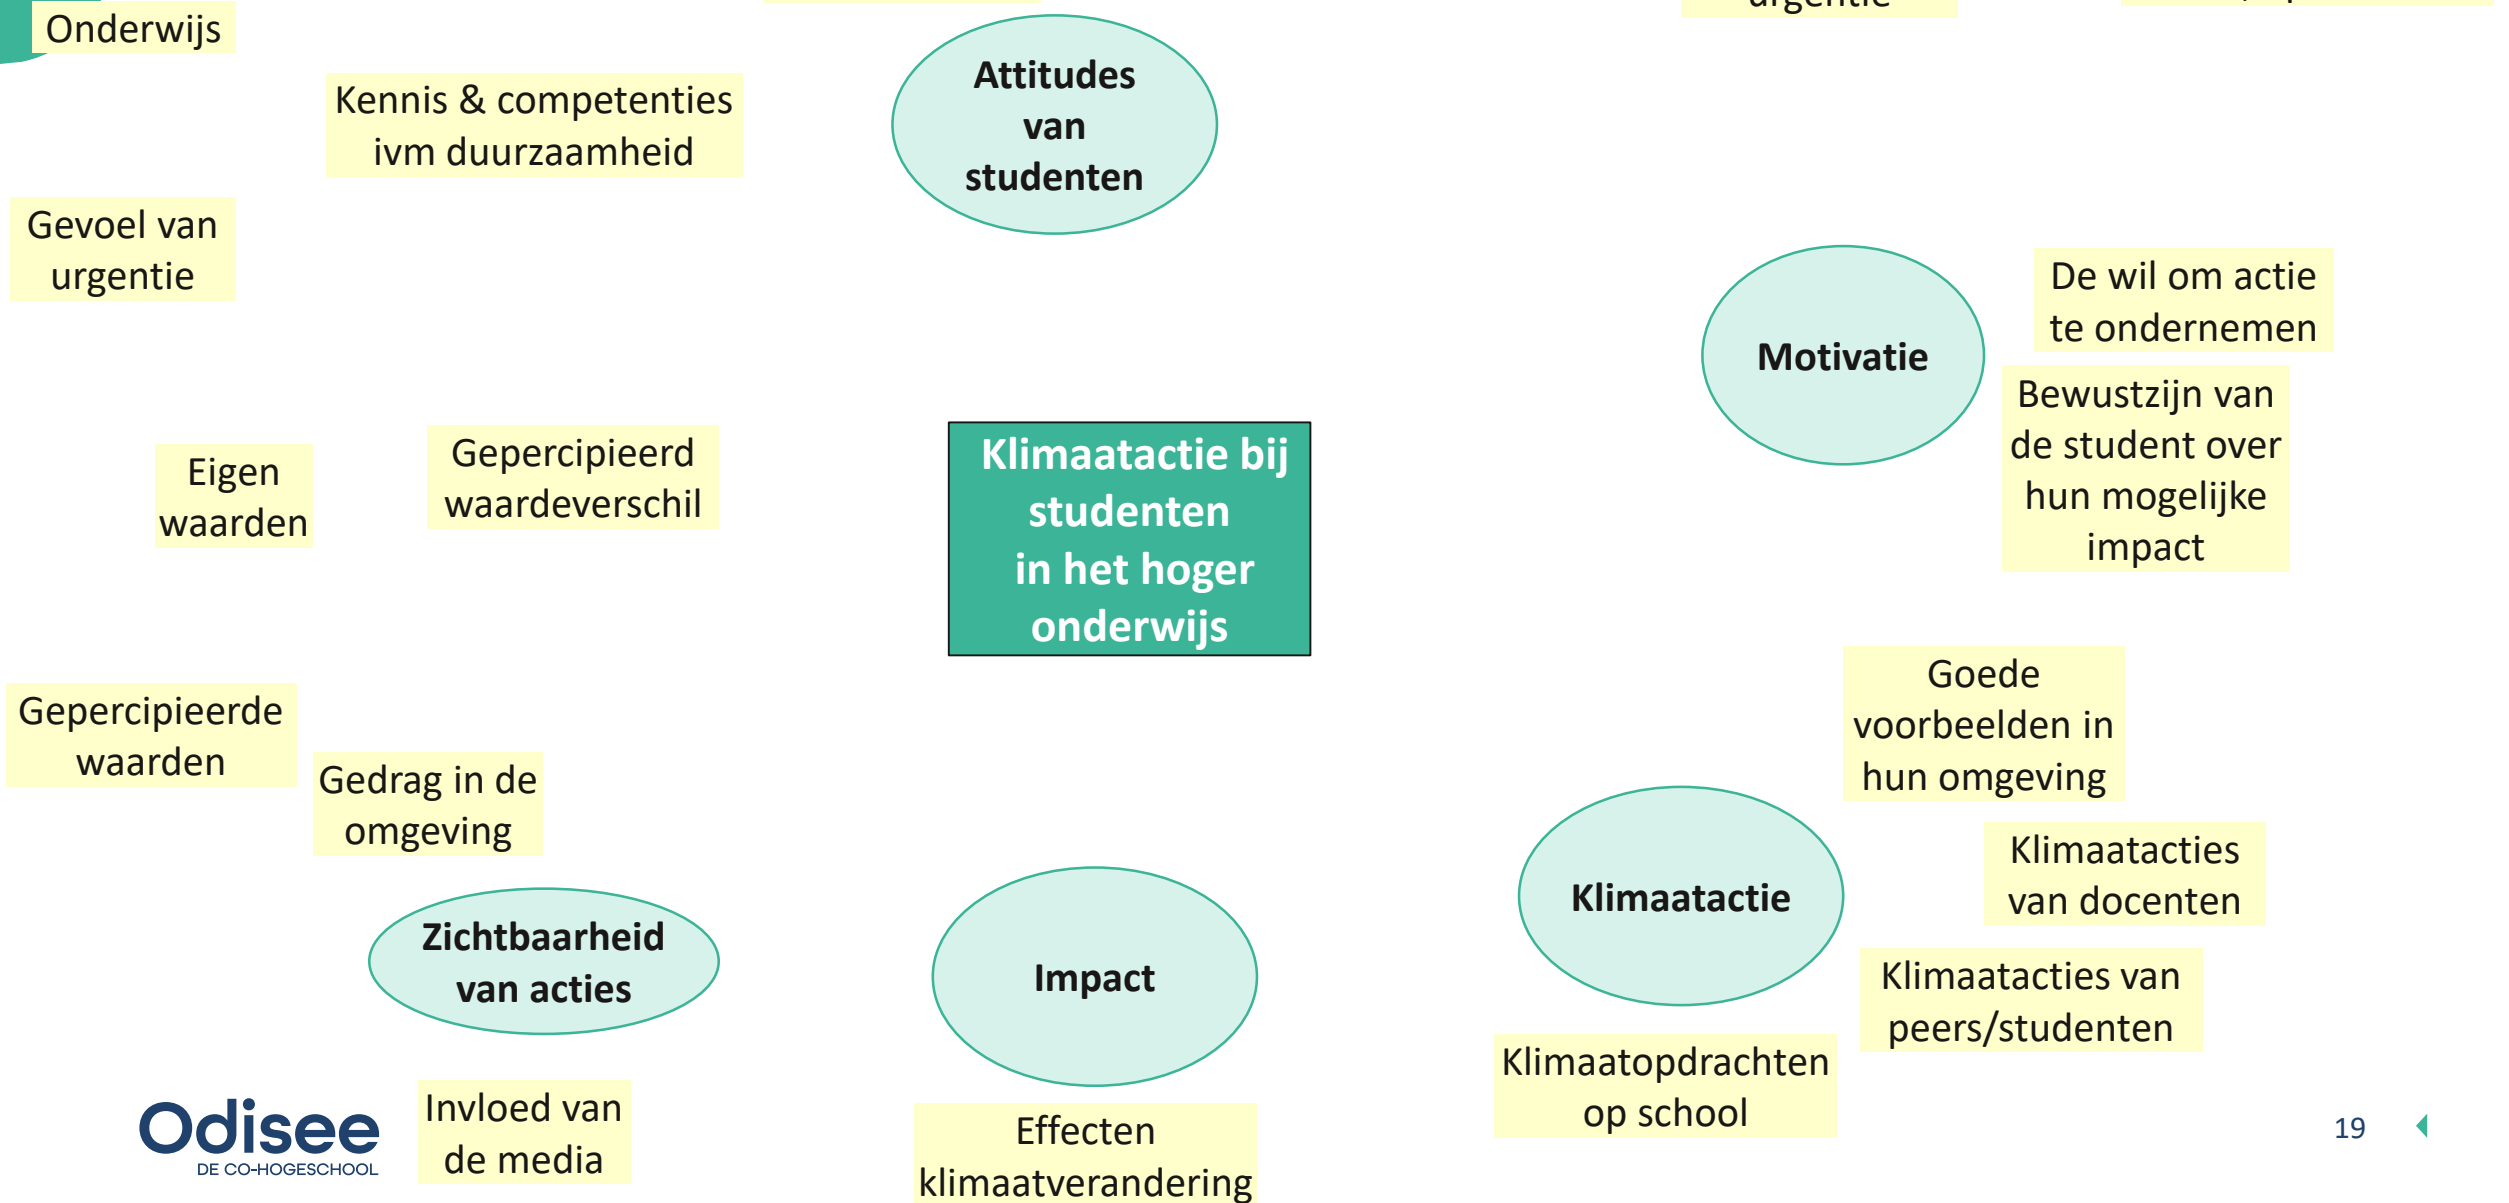 Onderwijs
urgentie
Kennis & competenties
ivm duurzaamheid
Attitudes
van
studenten
Gevoel van
urgentie
Motivatie
De wil om actie
te ondernemen
Bewustzijn van
de student over
hun mogelijke
impact
Eigen
waarden
Gepercipieerd
waardeverschil
Klimaatactie bij
studenten
in het hoger
onderwijs
Gepercipieerde
waarden
Gedrag in de
omgeving
Goede
voorbeelden in
hun omgeving
Zichtbaarheid
van acties
Impact
Klimaatactie
Klimaatacties
van docenten
Klimaatacties van
peers/studenten
Klimaatopdrachten
op school
Invloed van
de media
Effecten
klimaatverandering
Odisee
DE CO-HOGESCHOOL
19